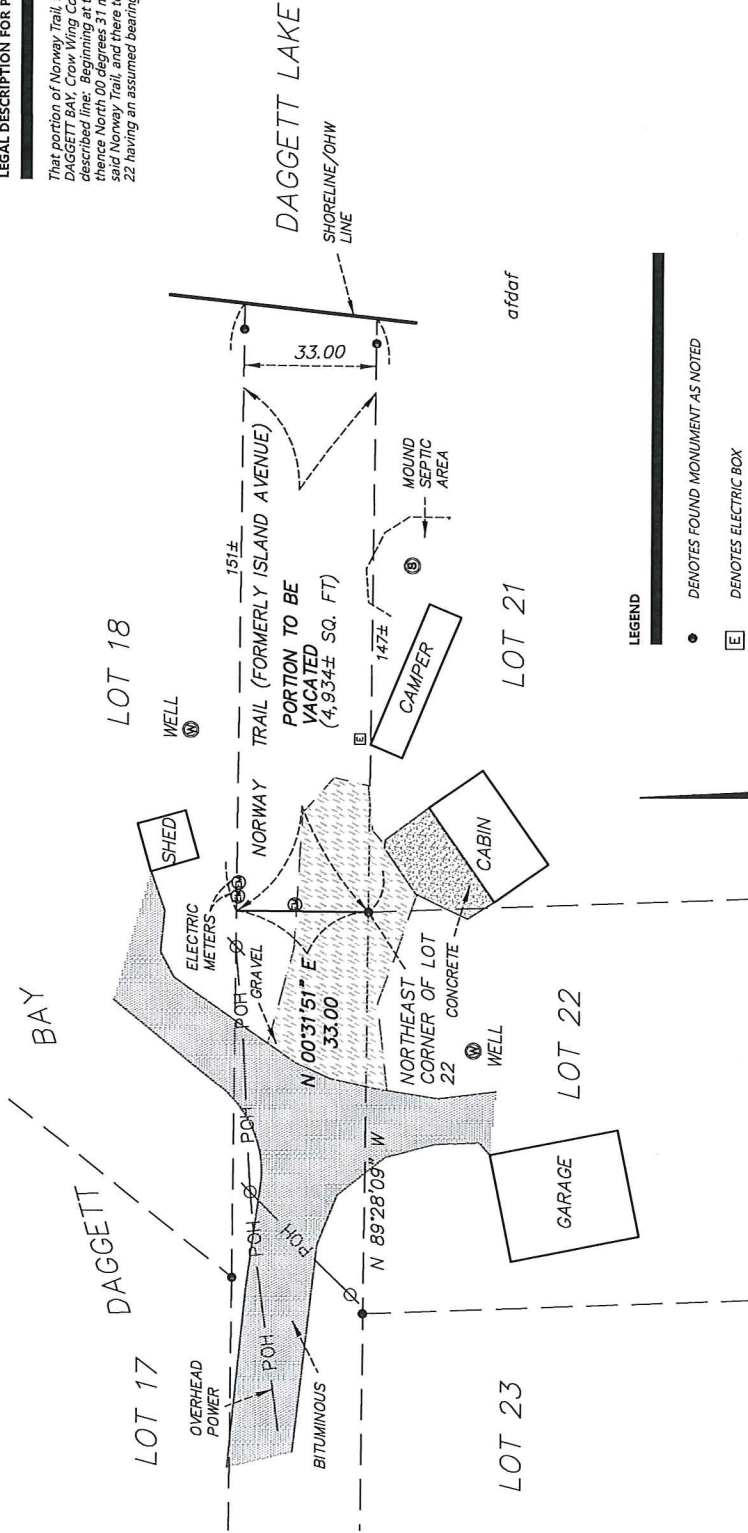 LEGAL DESCRIPTION FOR
That portion of Norway Trail,
DAGGETT BAY, Crow Wing
described line: Beginning at
thence North 00 degrees 31
said Norway Trail, and there
22 having an assumed bearing
DAGGETT LAKE
SHORELINE/OHW
LINE
afdaf
33.00
LOT 18
151±
NORWAY TRAIL (FORMERLY ISLAND AVENUE)
PORTION TO BE
VACATED
(4,934± SQ. FT)
147±
MOUND
SEPTIC
AREA
S
WELL
W
E
CAMPER
LOT 21
SHED
ELECTRIC
METERS
GRAVEL
N 00°31'51" E
33.00
NORTHEAST
CORNER OF LOT
22
CONCRETE
CABIN
BAY
DAGGETT
POH
POH
POH
POH
POH
W
WELL
LOT 22
N 89°28'09" W
GARAGE
LOT 17
OVERHEAD
POWER
BITUMINOUS
LOT 23
LEGEND
DENOTES FOUND MONUMENT AS NOTED
E DENOTES ELECTRIC BOX